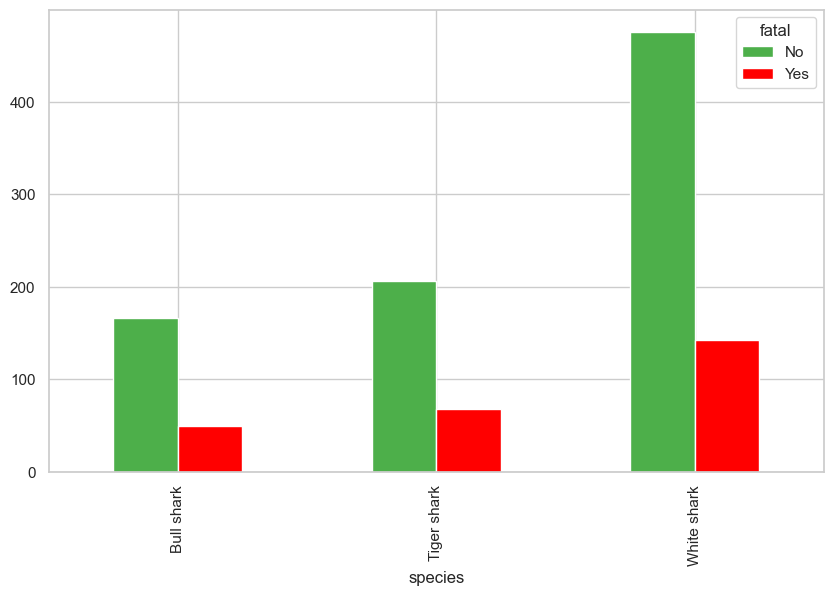 fatal
No
Yes
400
300
200
100
0
Bull shark
Tiger shark
White shark
species